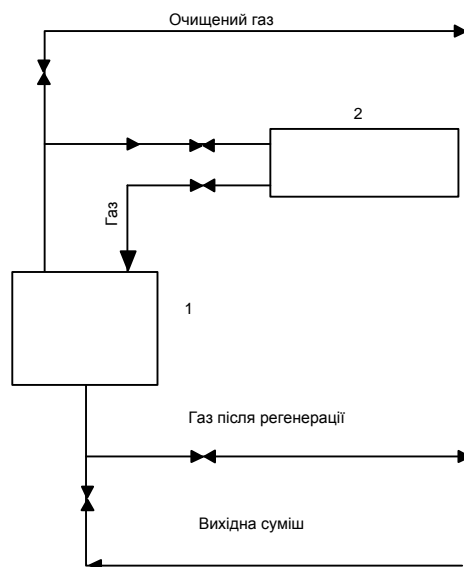 Очищений газ
2
Газ
1
Газ після регенерації
Вихідна суміш